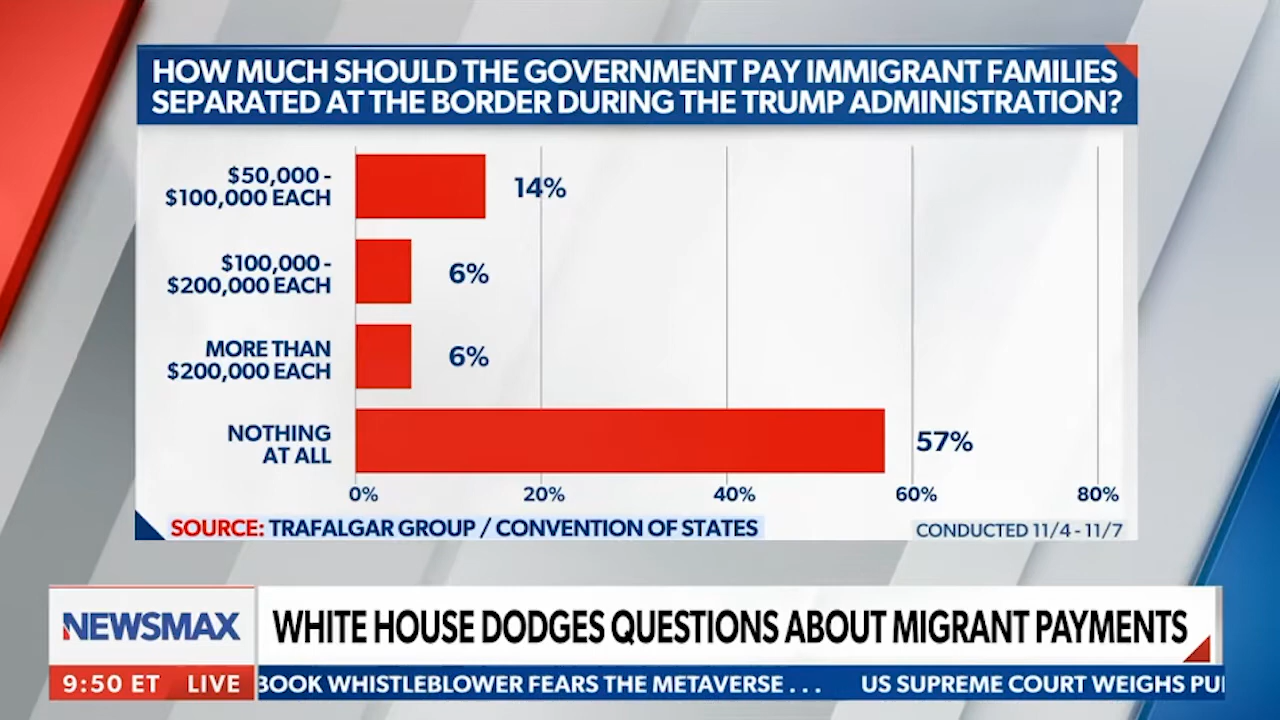 HOW MUCH SHOULD THE GOVERNMENT PAY IMMIGRANT FAMILIES
SEPARATED AT THE BORDER DURING THE TRUMP ADMINISTRATION?
$50,000 -
$100,000 EACH
14%
$100,000 -
$200,000 EACH
6%
MORE THAN
$200,000 EACH
6%
NOTHING
AT ALL
57%
0% 20% 40% 60% 80%
SOURCE: TRAFALGAR GROUP / CONVENTION OF STATES
CONDUCTED 11/4 - 11/7
NEWSMAX
WHITE HOUSE DODGES QUESTIONS ABOUT MIGRANT PAYMENTS
9:50 ET LIVE
BOOK WHISTLEBLOWER FEARS THE METAVERSE . . . US SUPREME COURT WEIGHS